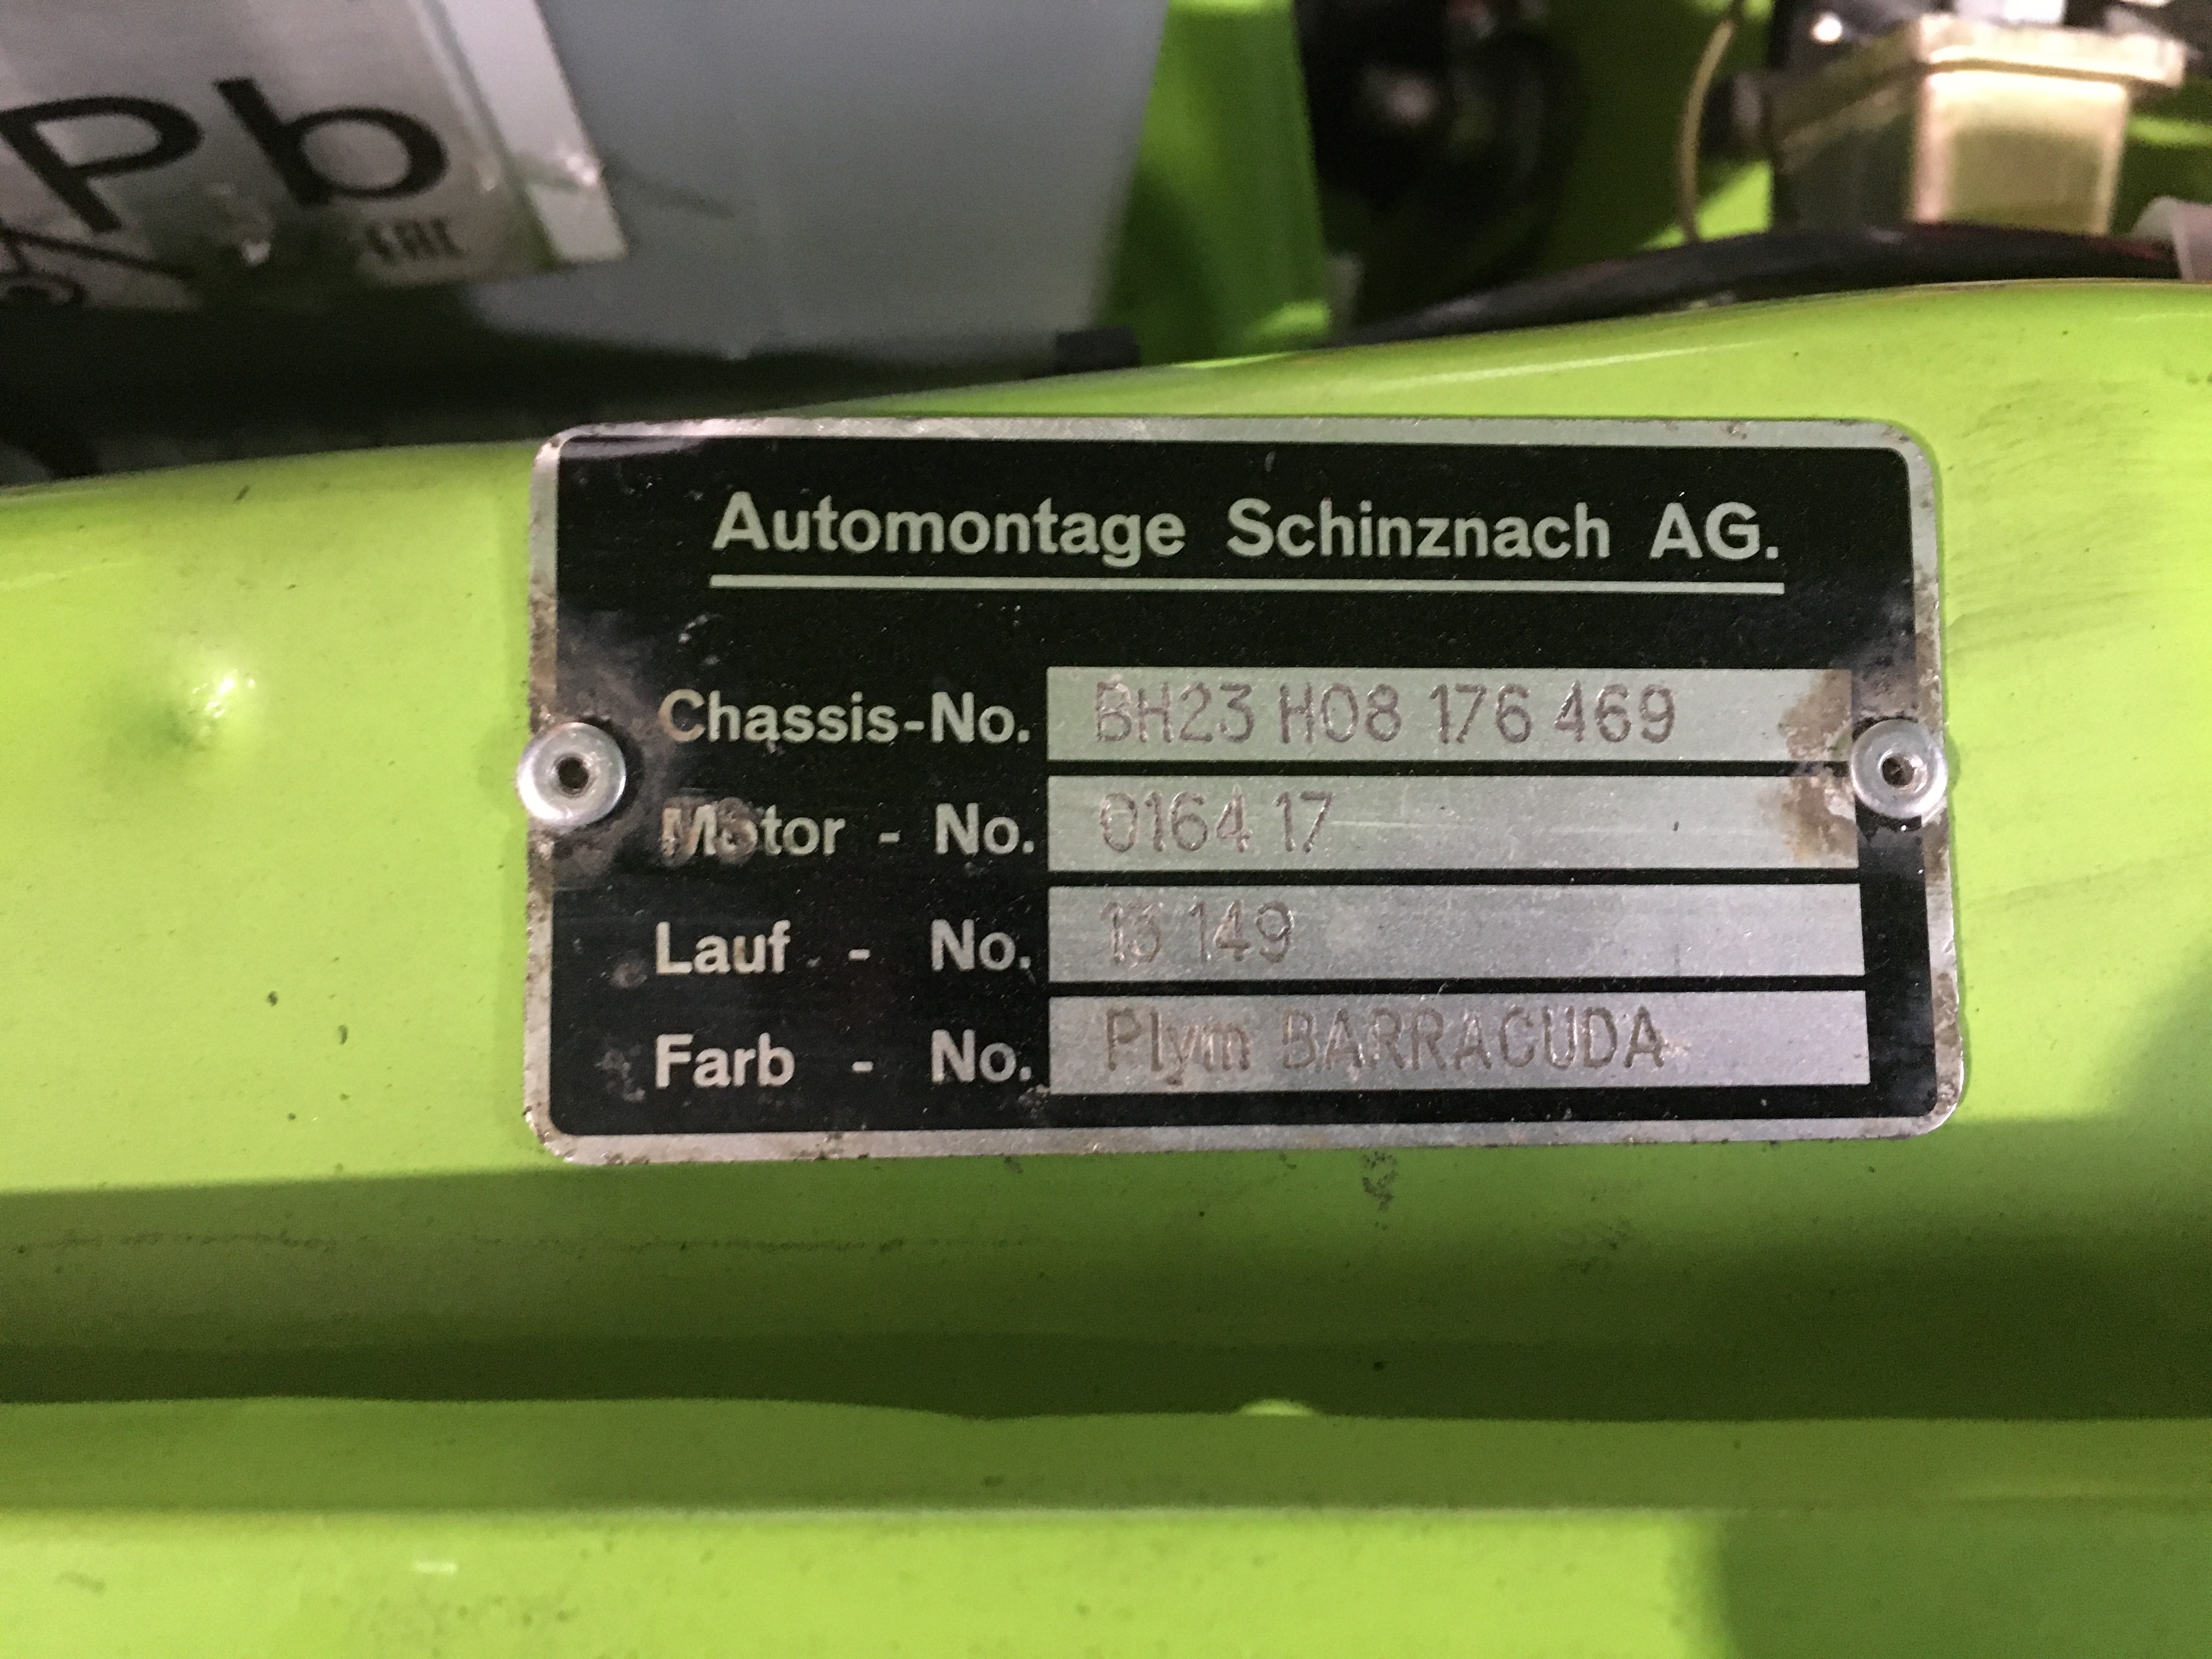 Pb
Automontage Schinznach AG.
Chassis-No. BH23 H08 176 469
Motor - No. 0164 17
Lauf - No. 13 149
Farb - No. Plym BARRACUDA